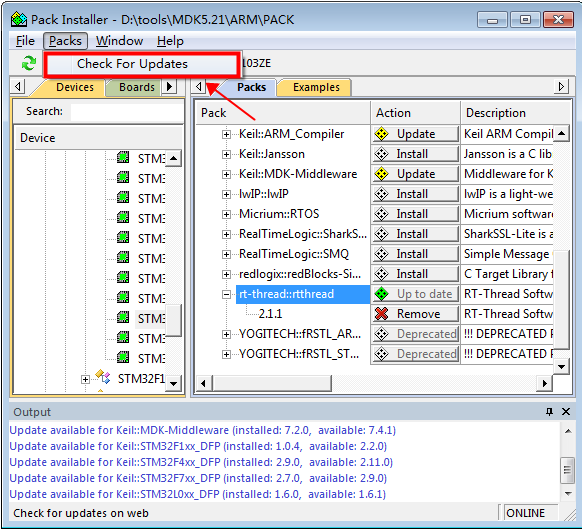 Pack Installer - D:\tools\MDK5.21\ARM\PACK
File Packs Window Help
Check For Updates 103ZE
Devices Boards Packs Examples
Search:
Device
Pack Action Description
Keil::ARM_Compiler Update Keil ARM Compil
Keil::Jansson Install Jansson is a C lib
Keil::MDK-Middleware Update Middleware for K
lwIP::lwIP Install lwIP is a light-we
Micrium::RTOS Install Micrium software
RealTimeLogic::SharkS... Install SharkSSL-Lite is a
RealTimeLogic::SMQ Install Simple Message
redlogix::redBlocks-Si... Install C Target Library f
rt-thread::rtthread Up to date RT-Thread Softw
2.1.1 Remove RT-Thread Softw
YOGITECH::fRSTL_AR... Deprecated !!! DEPRECATED P
YOGITECH::fRSTL_ST... Deprecated !!! DEPRECATED P
STM3
STM3
STM3
STM3
STM3
STM3
STM3
STM3
STM3
STM3
STM3
STM32F1
Output
Update available for Keil::MDK-Middleware (installed: 7.2.0, available: 7.4.1)
Update available for Keil::STM32F1xx_DFP (installed: 1.0.4, available: 2.2.0)
Update available for Keil::STM32F4xx_DFP (installed: 2.9.0, available: 2.11.0)
Update available for Keil::STM32F7xx_DFP (installed: 2.7.0, available: 2.9.0)
Update available for Keil::STM32L0xx_DFP (installed: 1.6.0, available: 1.6.1)
Check for updates on web ONLINE